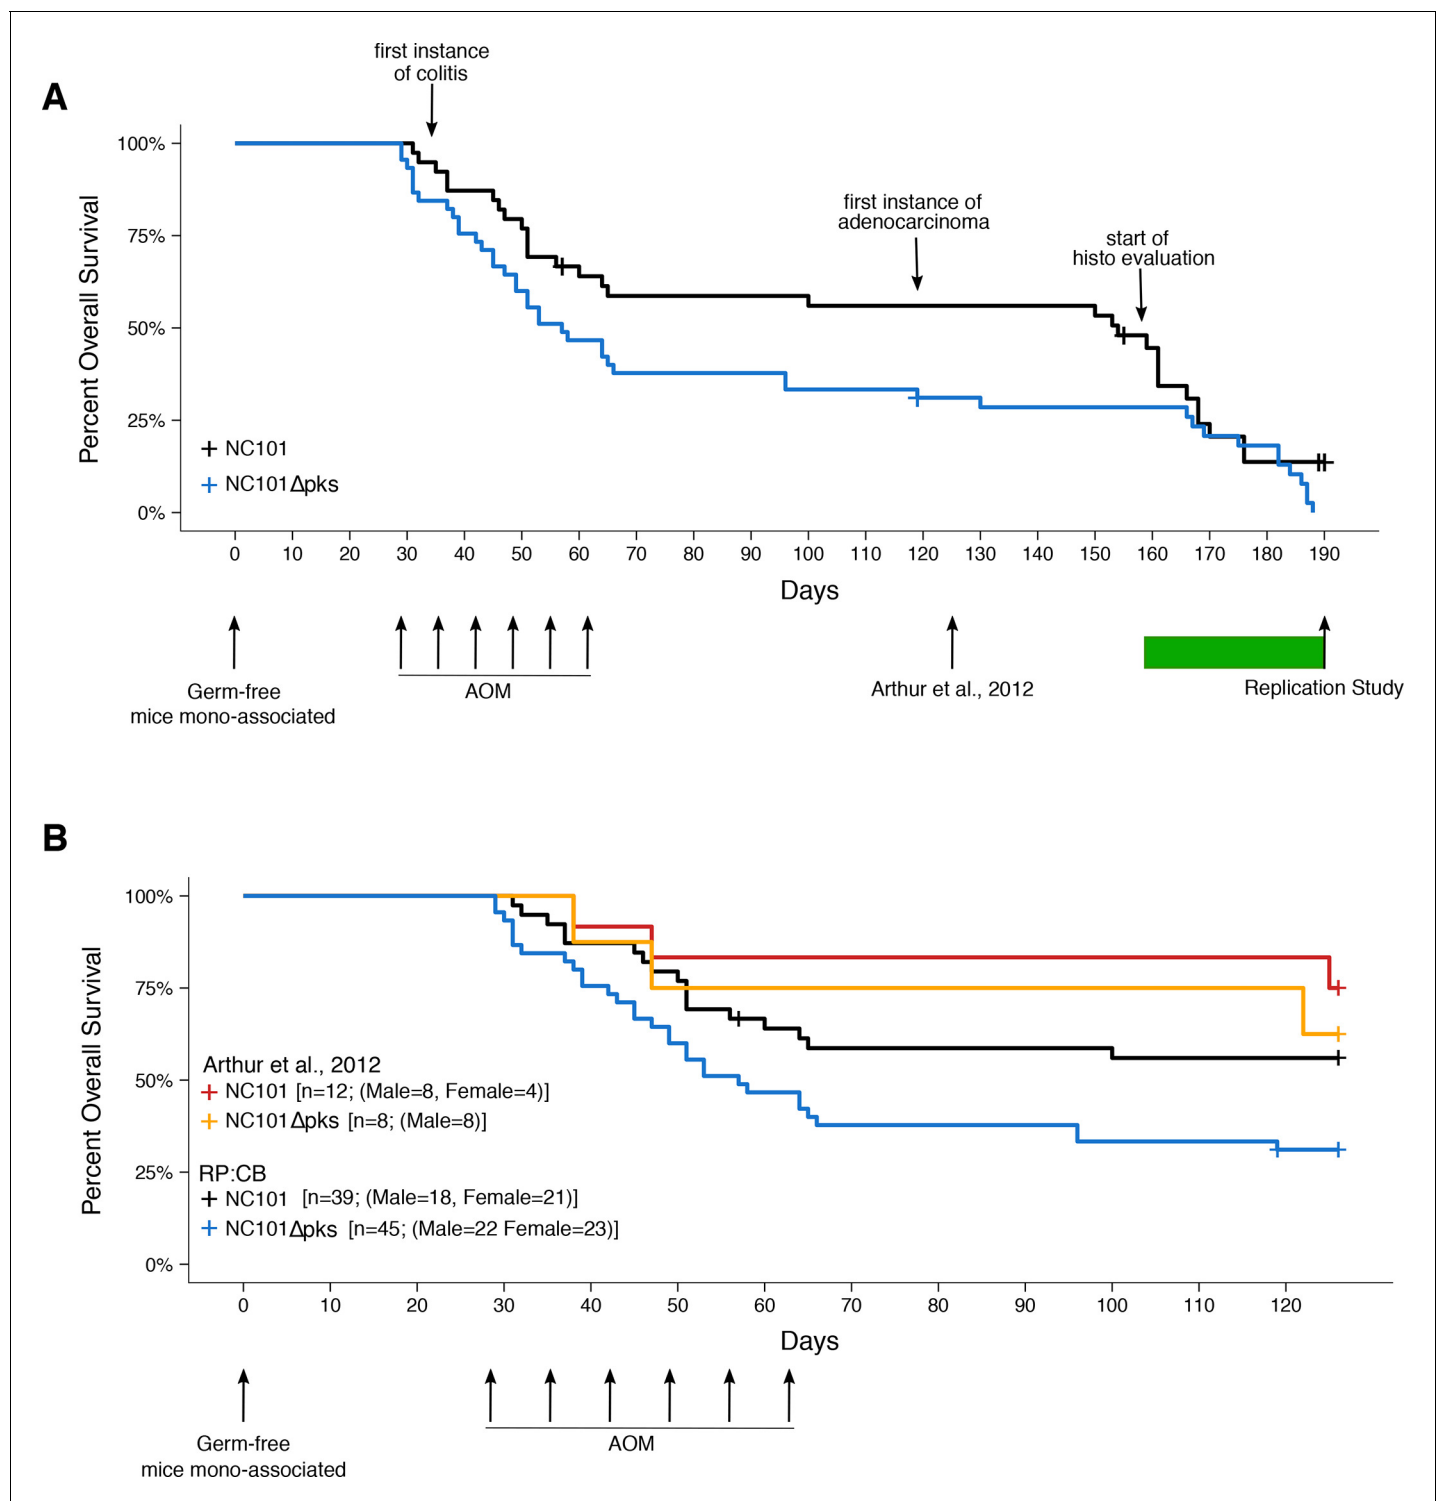 A
first instance
of colitis
first instance of
adenocarcinoma
start of
histo evaluation
Percent Overall Survival
100%
75%
50%
25%
0%
NC101
NC101Δpks
0 10 20 30 40 50 60 70 80 90 100 110 120 130 140 150 160 170 180 190
Days
Germ-free
mice mono-associated
AOM
Arthur et al., 2012
Replication Study
B
Percent Overall Survival
100%
75%
50%
25%
0%
Arthur et al., 2012
NC101 [n=12; (Male=8, Female=4)]
NC101Δpks [n=8; (Male=8)]
RP:CB
NC101 [n=39; (Male=18, Female=21)]
NC101Δpks [n=45; (Male=22 Female=23)]
0 10 20 30 40 50 60 70 80 90 100 110 120
Days
Germ-free
mice mono-associated
AOM